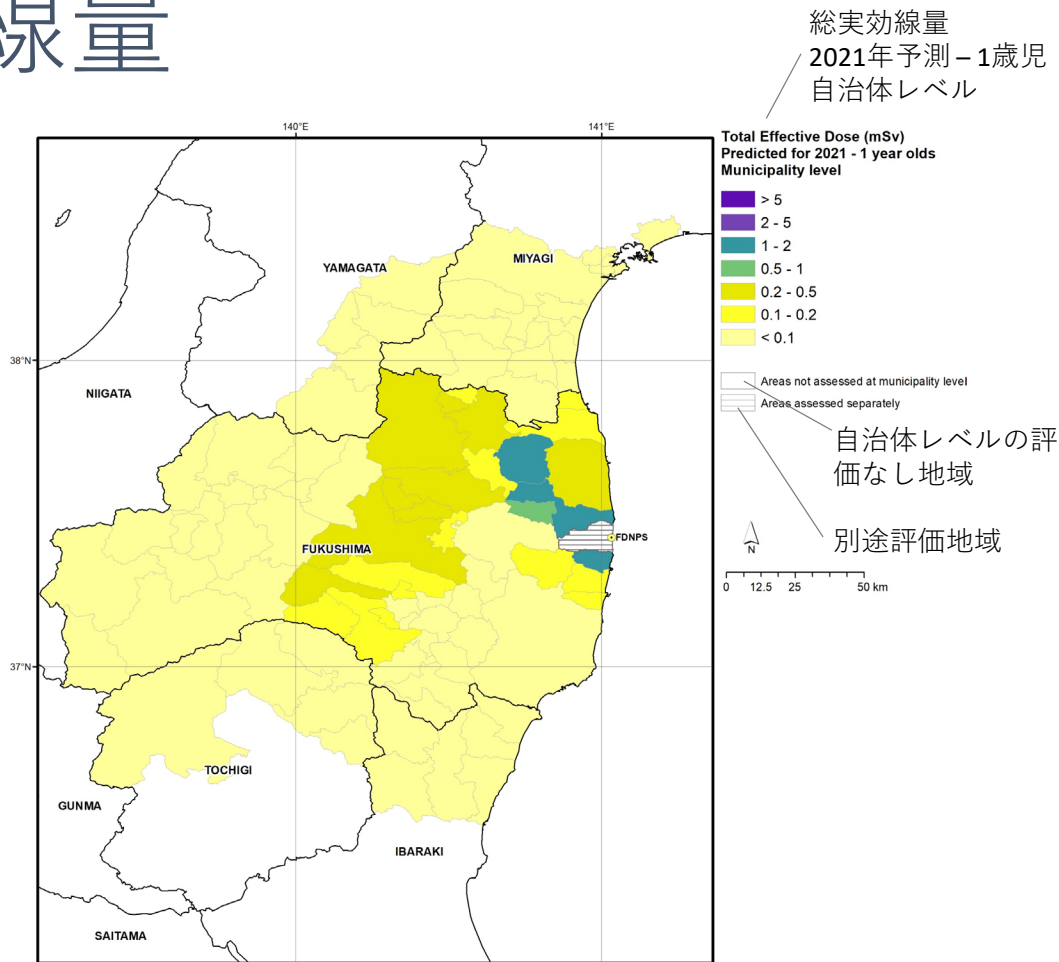 線量
総実効線量
2021年予測 – 1歳児
自治体レベル
140°E
141°E
Total Effective Dose (mSv)
Predicted for 2021 - 1 year olds
Municipality level
> 5
2 - 5
1 - 2
0.5 - 1
0.2 - 0.5
0.1 - 0.2
< 0.1
Areas not assessed at municipality level
Areas assessed separately
自治体レベルの評
価なし地域
別途評価地域
N
0 12.5 25 50 km
YAMAGATA
MIYAGI
38°N
NIIGATA
FDNPS
FUKUSHIMA
37°N
TOCHIGI
GUNMA
IBARAKI
SAITAMA